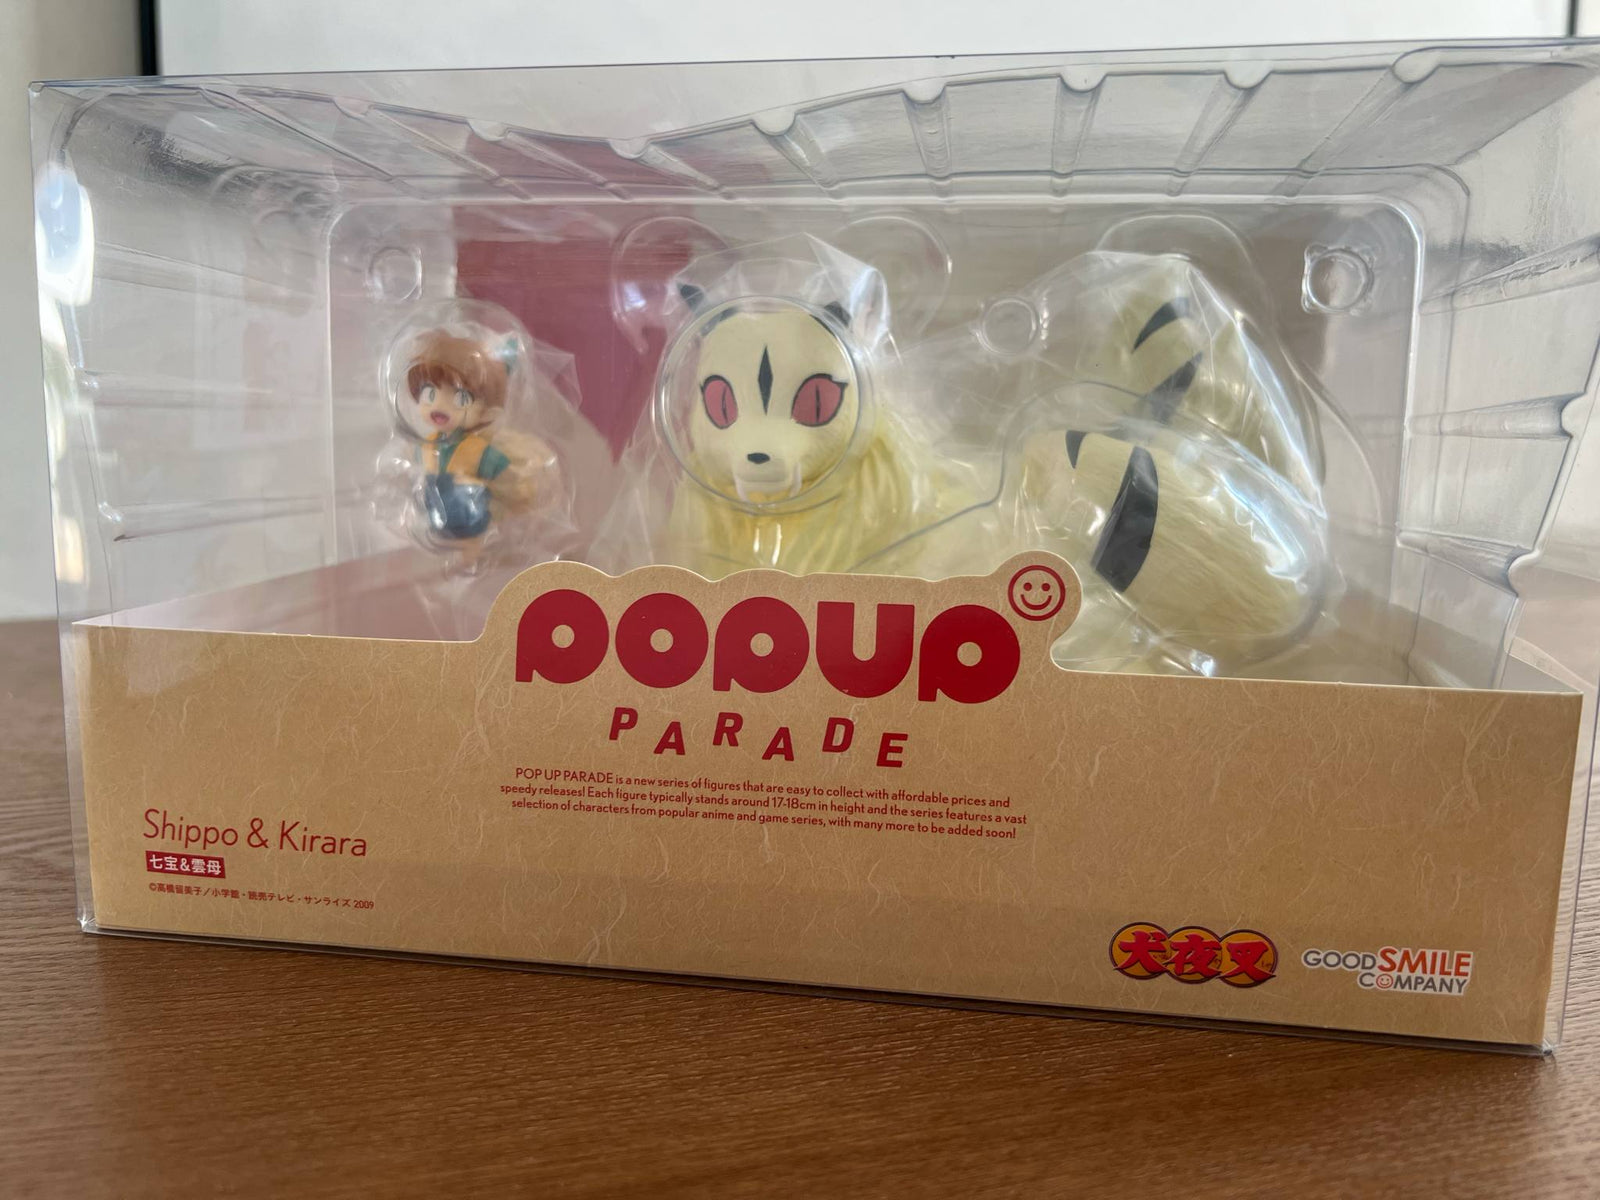 POPUP
PARADE
POP UP PARADE is a new series of figures that are easy to collect with affordable prices and
speedy releases! Each figure typically stands around 17-18cm in height and the series features a vast
selection of characters from popular anime and game series, with many more to be added soon!
Shippo & Kirara
七宝&雲母
©高橋留美子／小学館・読売テレビ・サンライズ 2009
犬夜叉
GOOD SMILE
COMPANY